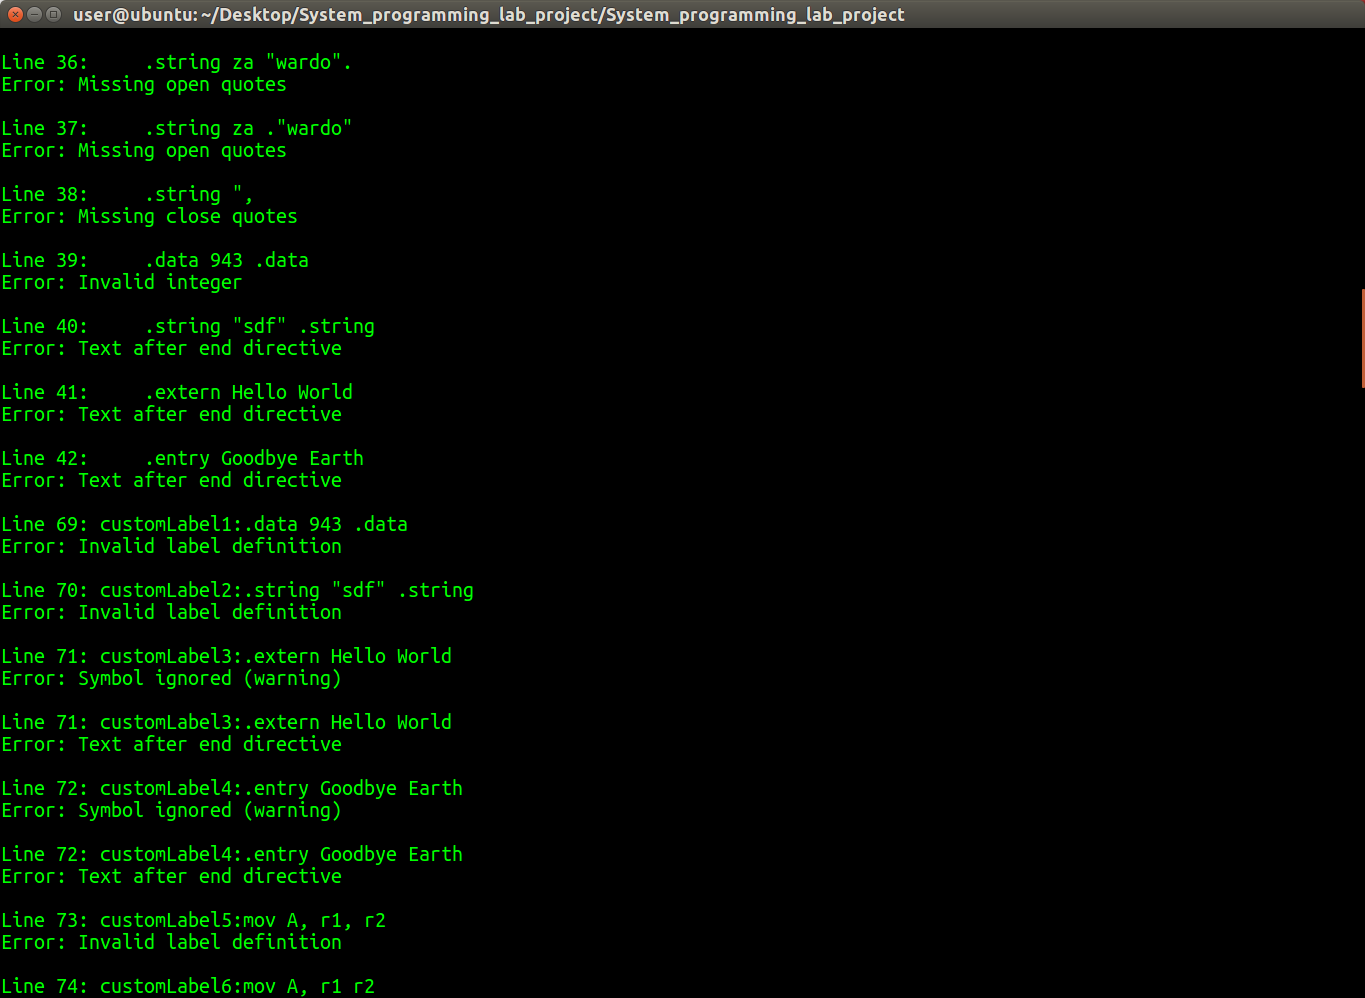 user@ubuntu: ~/Desktop/System_programming_lab_project/System_programming_lab_project
Line 36:     .string za "wardo".
Error: Missing open quotes
Line 37:     .string za ."wardo"
Error: Missing open quotes
Line 38:     .string ",
Error: Missing close quotes
Line 39:     .data 943 .data
Error: Invalid integer
Line 40:     .string "sdf" .string
Error: Text after end directive
Line 41:     .extern Hello World
Error: Text after end directive
Line 42:     .entry Goodbye Earth
Error: Text after end directive
Line 69: customLabel1:.data 943 .data
Error: Invalid label definition
Line 70: customLabel2:.string "sdf" .string
Error: Invalid label definition
Line 71: customLabel3:.extern Hello World
Error: Symbol ignored (warning)
Line 71: customLabel3:.extern Hello World
Error: Text after end directive
Line 72: customLabel4:.entry Goodbye Earth
Error: Symbol ignored (warning)
Line 72: customLabel4:.entry Goodbye Earth
Error: Text after end directive
Line 73: customLabel5:mov A, r1, r2
Error: Invalid label definition
Line 74: customLabel6:mov A, r1 r2